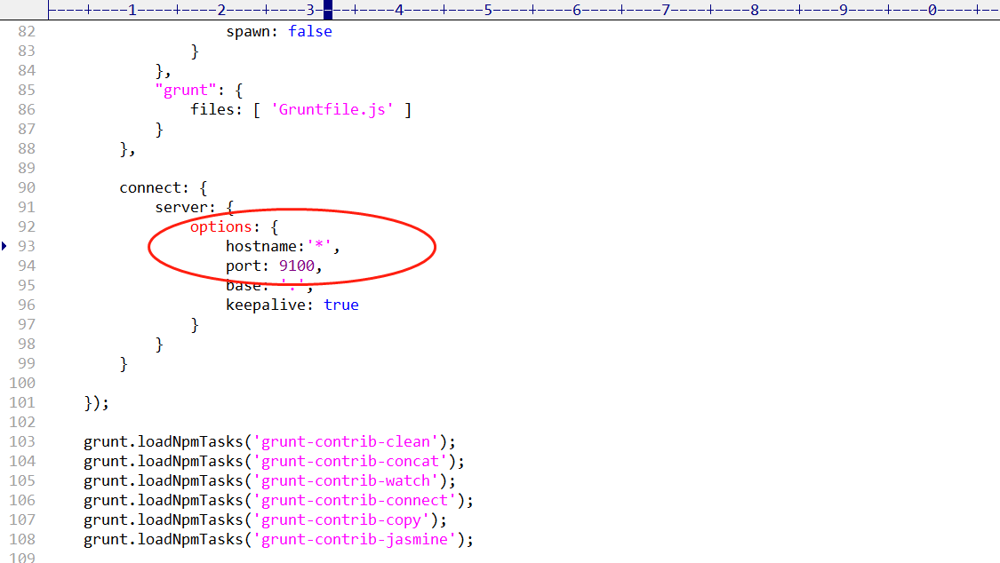 ----+----1----+----2----+----3----+----4----+----5----+----6----+----7----+----8----+----9----+----0----+--
82 spawn: false
83 }
84 },
85 "grunt": {
86 files: [ 'Gruntfile.js' ]
87 }
88 },
89
90 connect: {
91 server: {
92 options: {
93 hostname:'*',
94 port: 9100,
95 base: '.',
96 keepalive: true
97 }
98 }
99 }
100
101 });
102
103 grunt.loadNpmTasks('grunt-contrib-clean');
104 grunt.loadNpmTasks('grunt-contrib-concat');
105 grunt.loadNpmTasks('grunt-contrib-watch');
106 grunt.loadNpmTasks('grunt-contrib-connect');
107 grunt.loadNpmTasks('grunt-contrib-copy');
108 grunt.loadNpmTasks('grunt-contrib-jasmine');
109